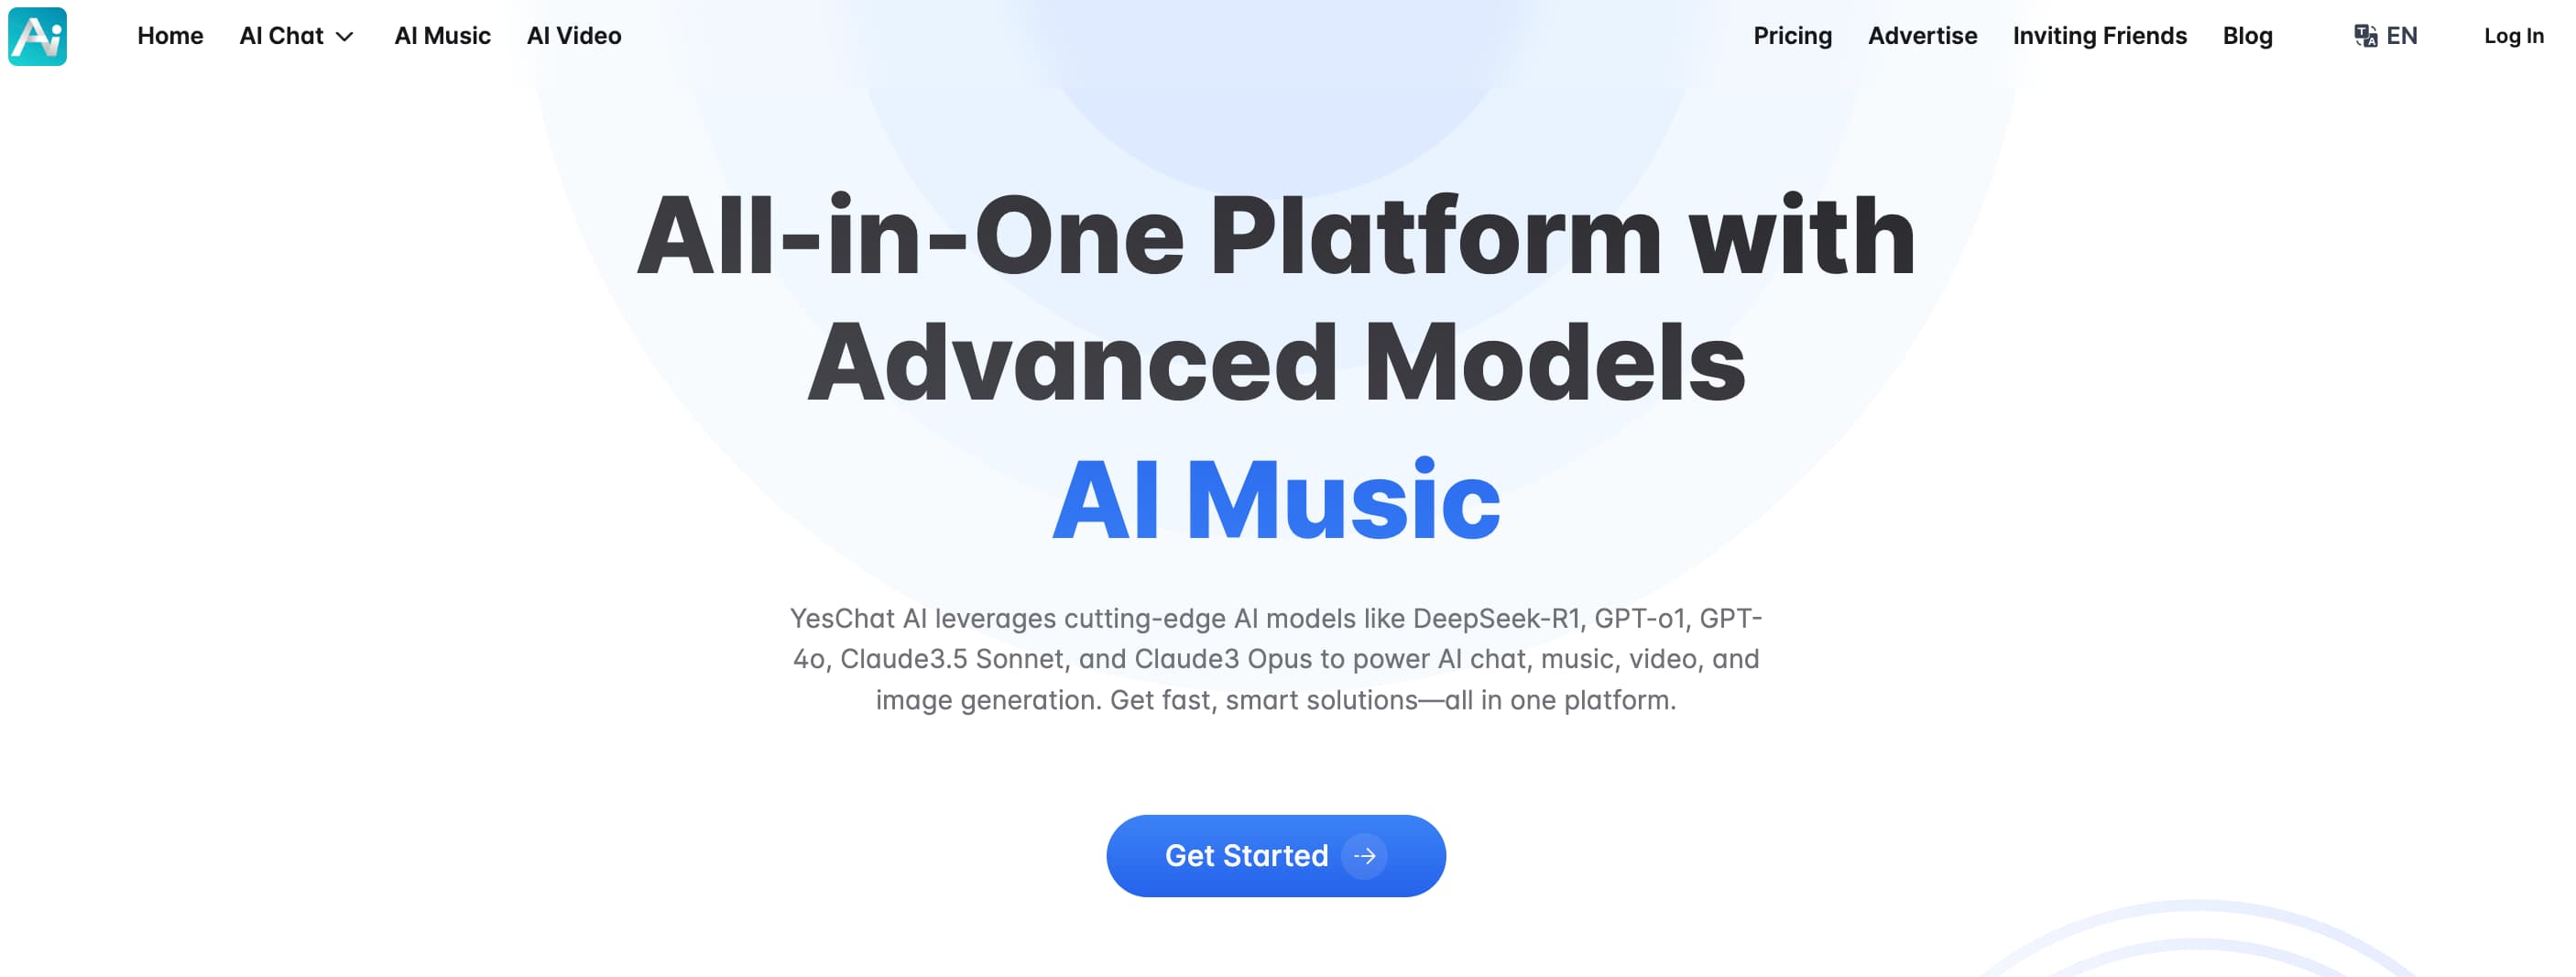 Ai
Home
AI Chat
AI Music
AI Video
Pricing
Advertise
Inviting Friends
Blog
EN
Log In
All-in-One Platform with
Advanced Models
AI Music
YesChat AI leverages cutting-edge AI models like DeepSeek-R1, GPT-o1, GPT-
4o, Claude3.5 Sonnet, and Claude3 Opus to power AI chat, music, video, and
image generation. Get fast, smart solutions—all in one platform.
Get Started